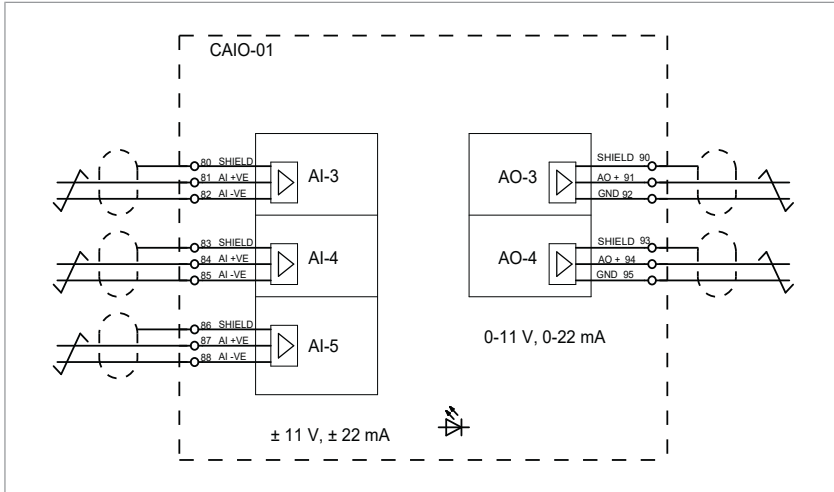 CAIO-01
80 SHIELD
81 AI +VE
82 AI -VE
AI-3
83 SHIELD
84 AI +VE
85 AI -VE
AI-4
86 SHIELD
87 AI +VE
88 AI -VE
AI-5
± 11 V, ± 22 mA
AO-3
SHIELD 90
AO + 91
GND 92
AO-4
SHIELD 93
AO + 94
GND 95
0-11 V, 0-22 mA